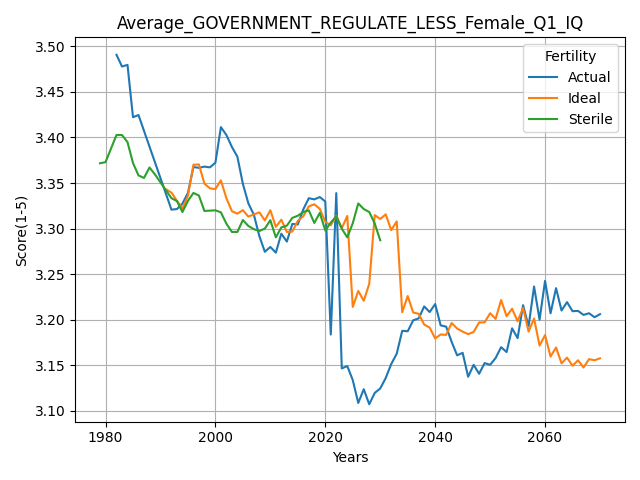 Average_GOVERNMENT_REGULATE_LESS_Female_Q1_IQ
Fertility
Actual
Ideal
Sterile
Score(1-5)
3.50
3.45
3.40
3.35
3.30
3.25
3.20
3.15
3.10
1980 2000 2020 2040 2060
Years